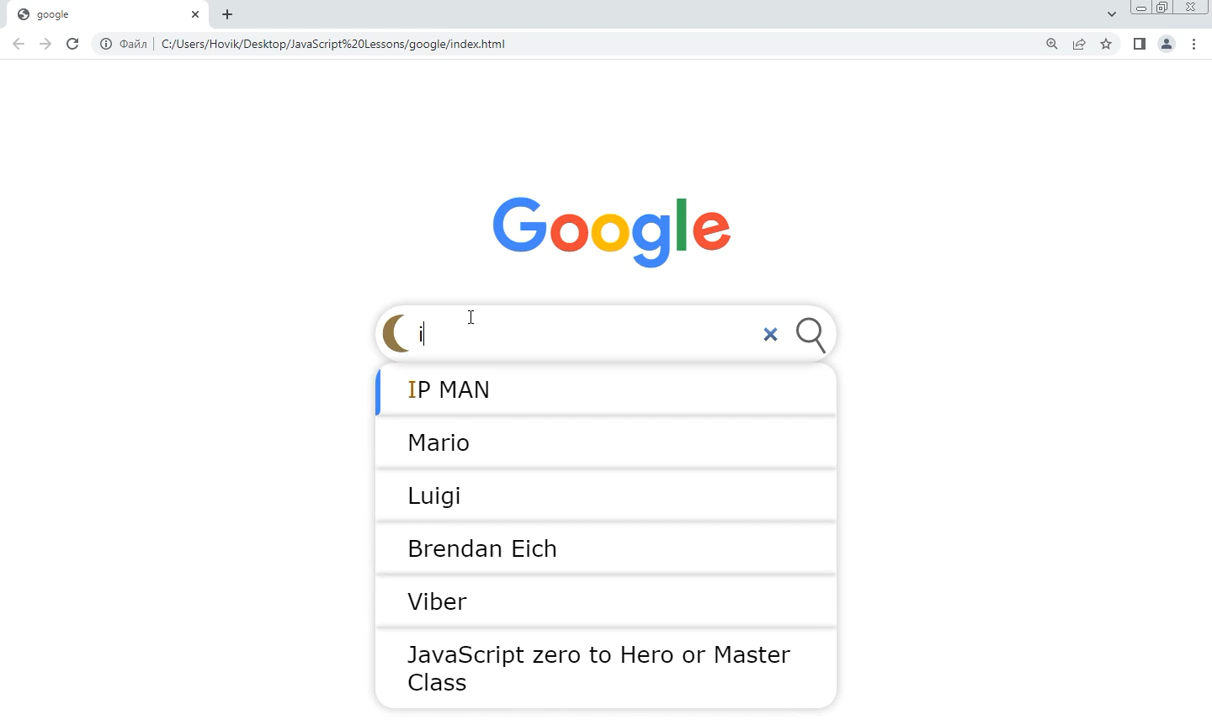 google
Файл
C:/Users/Hovik/Desktop/JavaScript%20Lessons/google/index.html
Google
i
IP MAN
Mario
Luigi
Brendan Eich
Viber
JavaScript zero to Hero or Master
Class